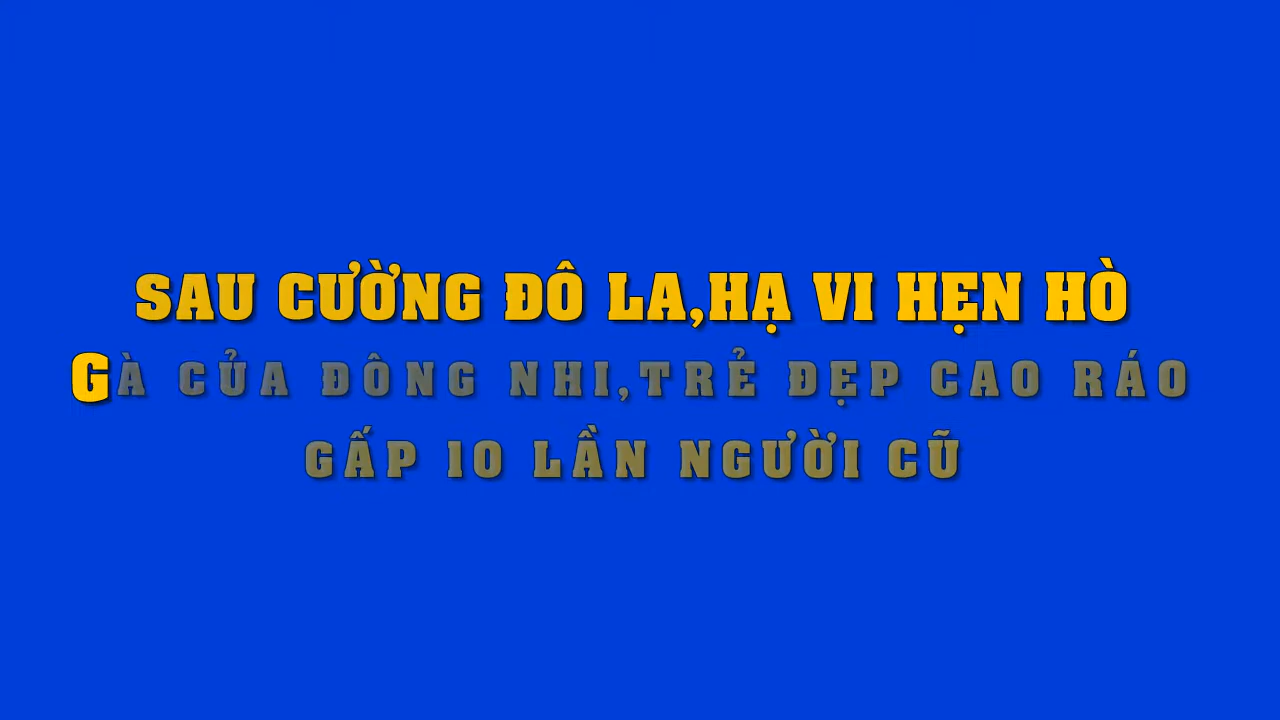 SAU CƯỜNG ĐÔ LA,HẠ VI HẸN HÒ
GÀ CỦA ĐÔNG NHI,TRẺ ĐẸP CAO RÁO
GẤP 10 LẦN NGƯỜI CŨ